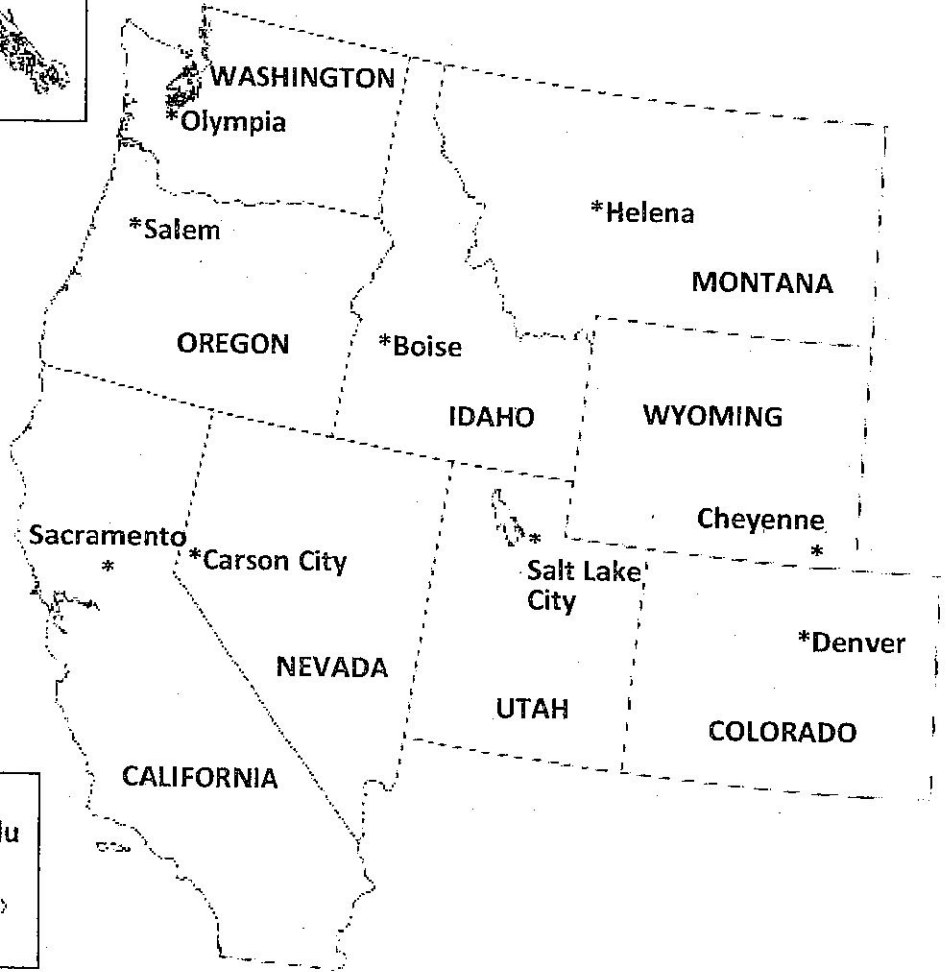 WASHINGTON
*Olympia
*Salem
*Helena
MONTANA
OREGON
*Boise
IDAHO
WYOMING
Cheyenne
*
Sacramento
*
*Carson City
*
Salt Lake
City
*Denver
NEVADA
UTAH
COLORADO
CALIFORNIA
lu